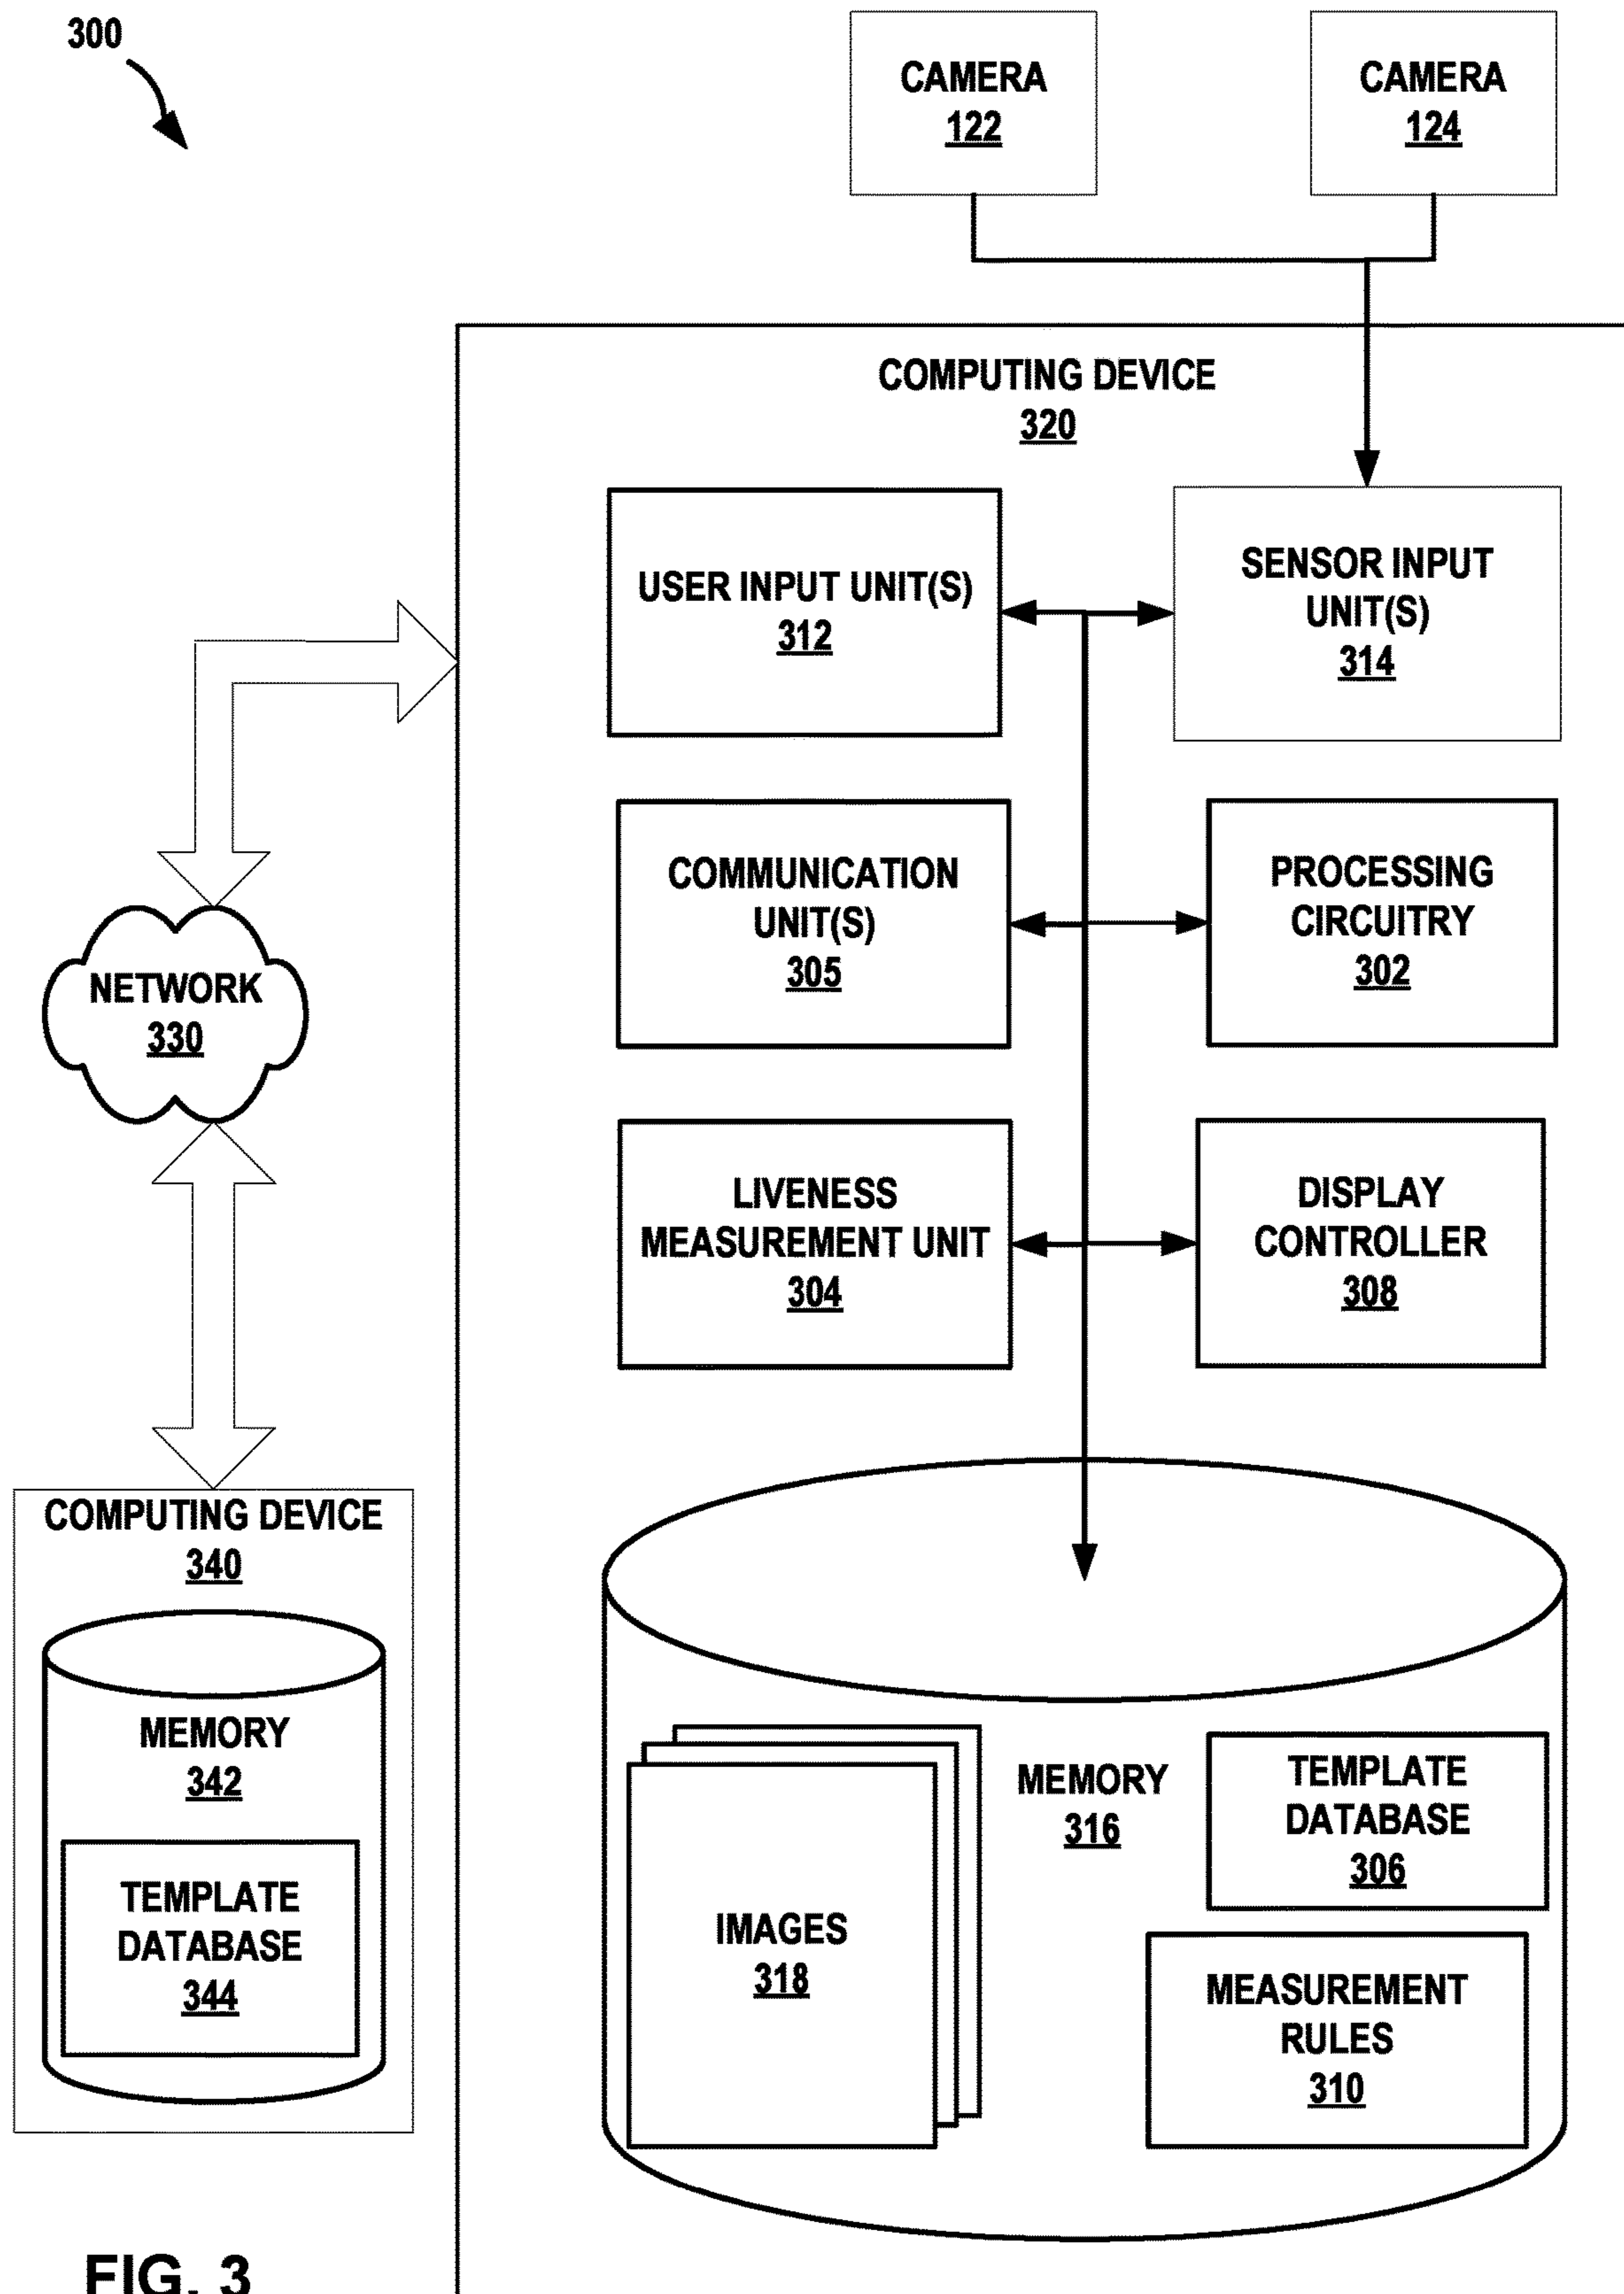 300
CAMERA
122
CAMERA
124
COMPUTING DEVICE
320
USER INPUT UNIT(S)
312
SENSOR INPUT
UNIT(S)
314
COMMUNICATION
UNIT(S)
305
PROCESSING
CIRCUITRY
302
NETWORK
330
LIVENESS
MEASUREMENT UNIT
304
DISPLAY
CONTROLLER
308
COMPUTING DEVICE
340
MEMORY
342
TEMPLATE
DATABASE
344
IMAGES
318
MEMORY
316
TEMPLATE
DATABASE
306
MEASUREMENT
RULES
310
FIG. 3